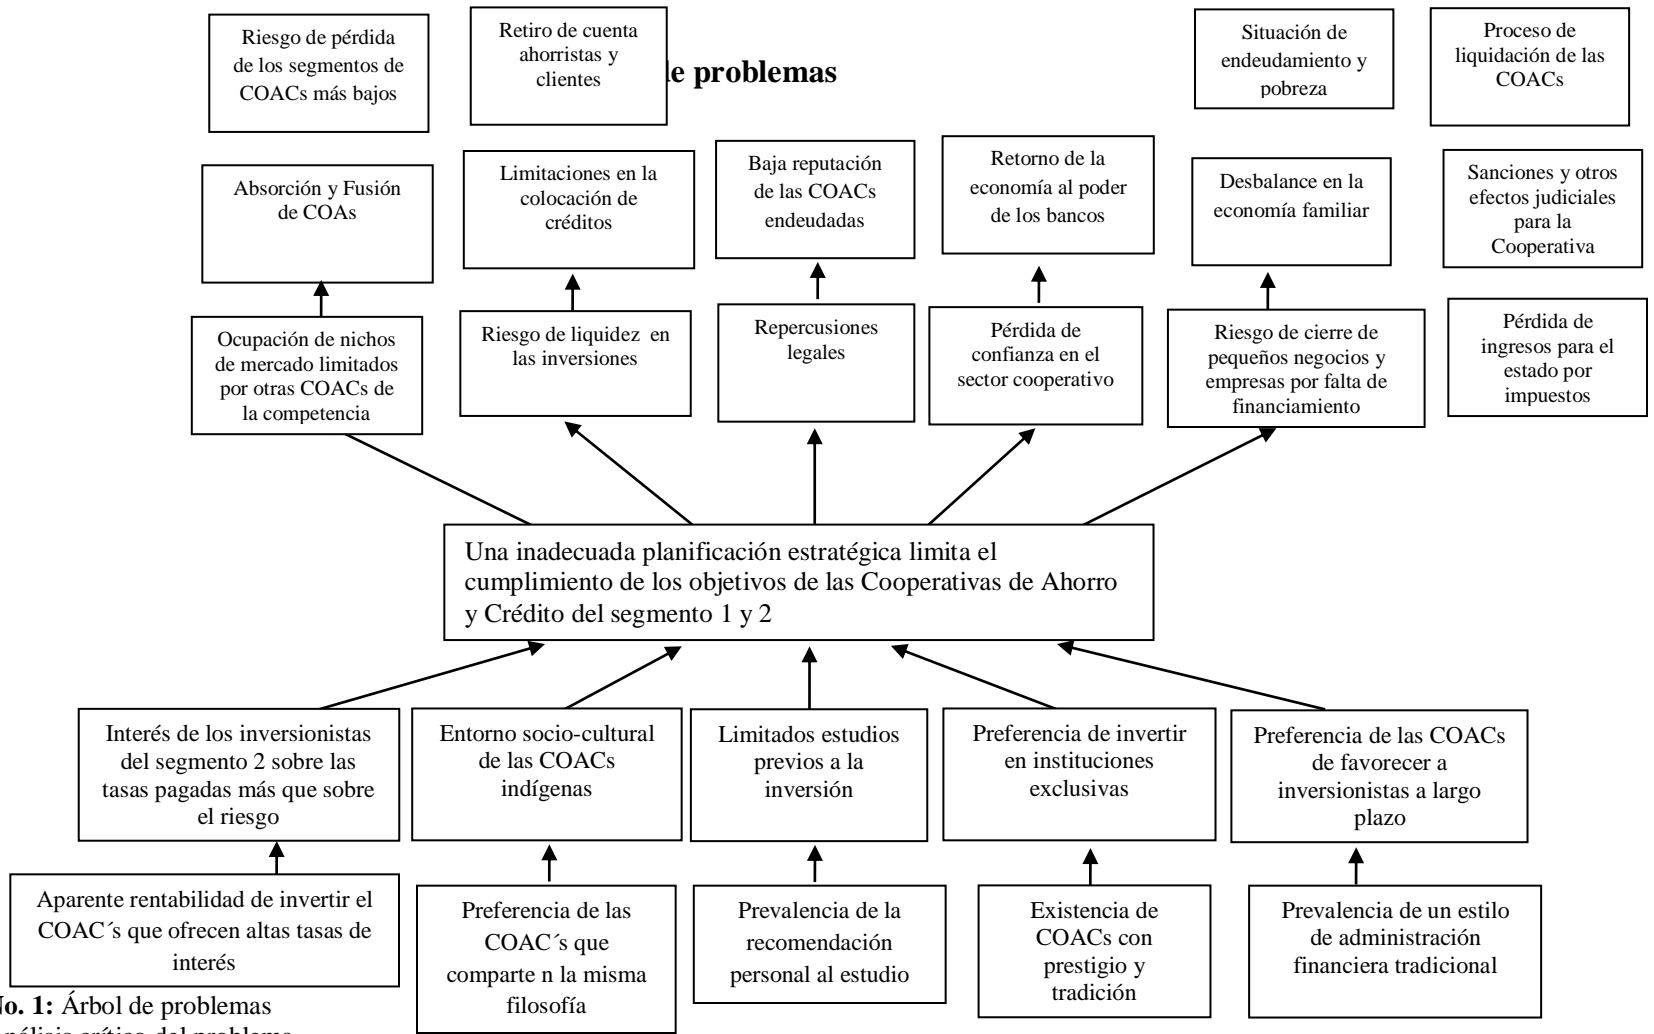 Riesgo de pérdida
de los segmentos de
COACs más bajos
Retiro de cuenta
ahorristas y
clientes
de problemas
Situación de
endeudamiento y
pobreza
Proceso de
liquidación de las
COACs
Absorción y Fusión
de COAs
Limitaciones en la
colocación de
créditos
Baja reputación
de las COACs
endeudadas
Retorno de la
economía al poder
de los bancos
Desbalance en la
economía familiar
Sanciones y otros
efectos judiciales
para la
Cooperativa
Ocupación de nichos
de mercado limitados
por otras COACs de
la competencia
Riesgo de liquidez en
las inversiones
Repercusiones
legales
Pérdida de
confianza en el
sector cooperativo
Riesgo de cierre de
pequeños negocios y
empresas por falta de
financiamiento
Pérdida de
ingresos para el
estado por
impuestos
Una inadecuada planificación estratégica limita el
cumplimiento de los objetivos de las Cooperativas de Ahorro
y Crédito del segmento 1 y 2
Interés de los inversionistas
del segmento 2 sobre las
tasas pagadas más que sobre
el riesgo
Entorno socio-cultural
de las COACs
indígenas
Limitados estudios
previos a la
inversión
Preferencia de invertir
en instituciones
exclusivas
Preferencia de las COACs
de favorecer a
inversionistas a largo
plazo
Aparente rentabilidad de invertir el
COAC´s que ofrecen altas tasas de
interés
Preferencia de las
COAC´s que
comparte n la misma
filosofía
Prevalencia de la
recomendación
personal al estudio
Existencia de
COACs con
prestigio y
tradición
Prevalencia de un estilo
de administración
financiera tradicional
No. 1: Árbol de problemas
nálisis crítico del problema